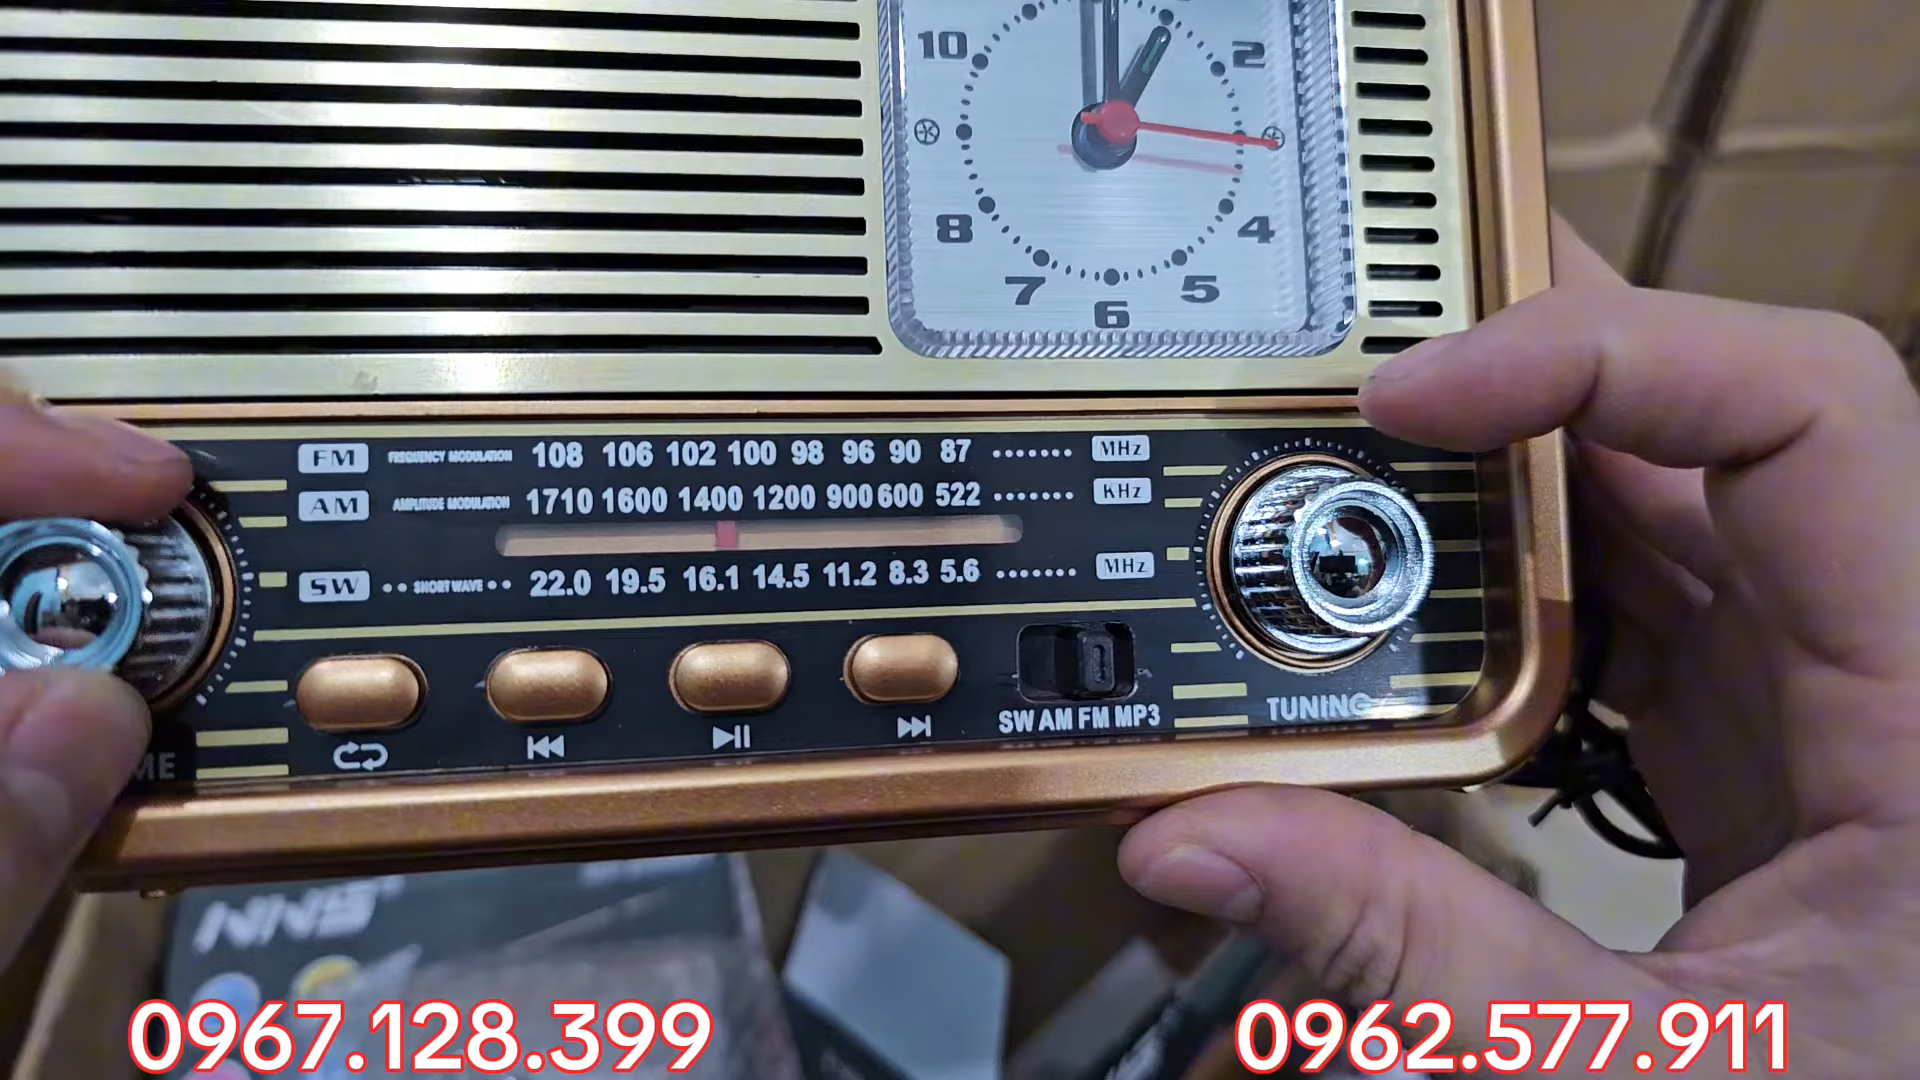 10
2
8
4
7
5
6
FM FREQUENCY MODULATION 108 106 102 100 98 96 90 87 ....... MHz
AM AMPLITUDE MODULATION 1710 1600 1400 1200 900 600 522 ....... KHz
SW •• SHORT WAVE •• 22.0 19.5 16.1 14.5 11.2 8.3 5.6 ....... MHz
SW AM FM MP3
TUNING
ME
NNS
0967.128.399
0962.577.911